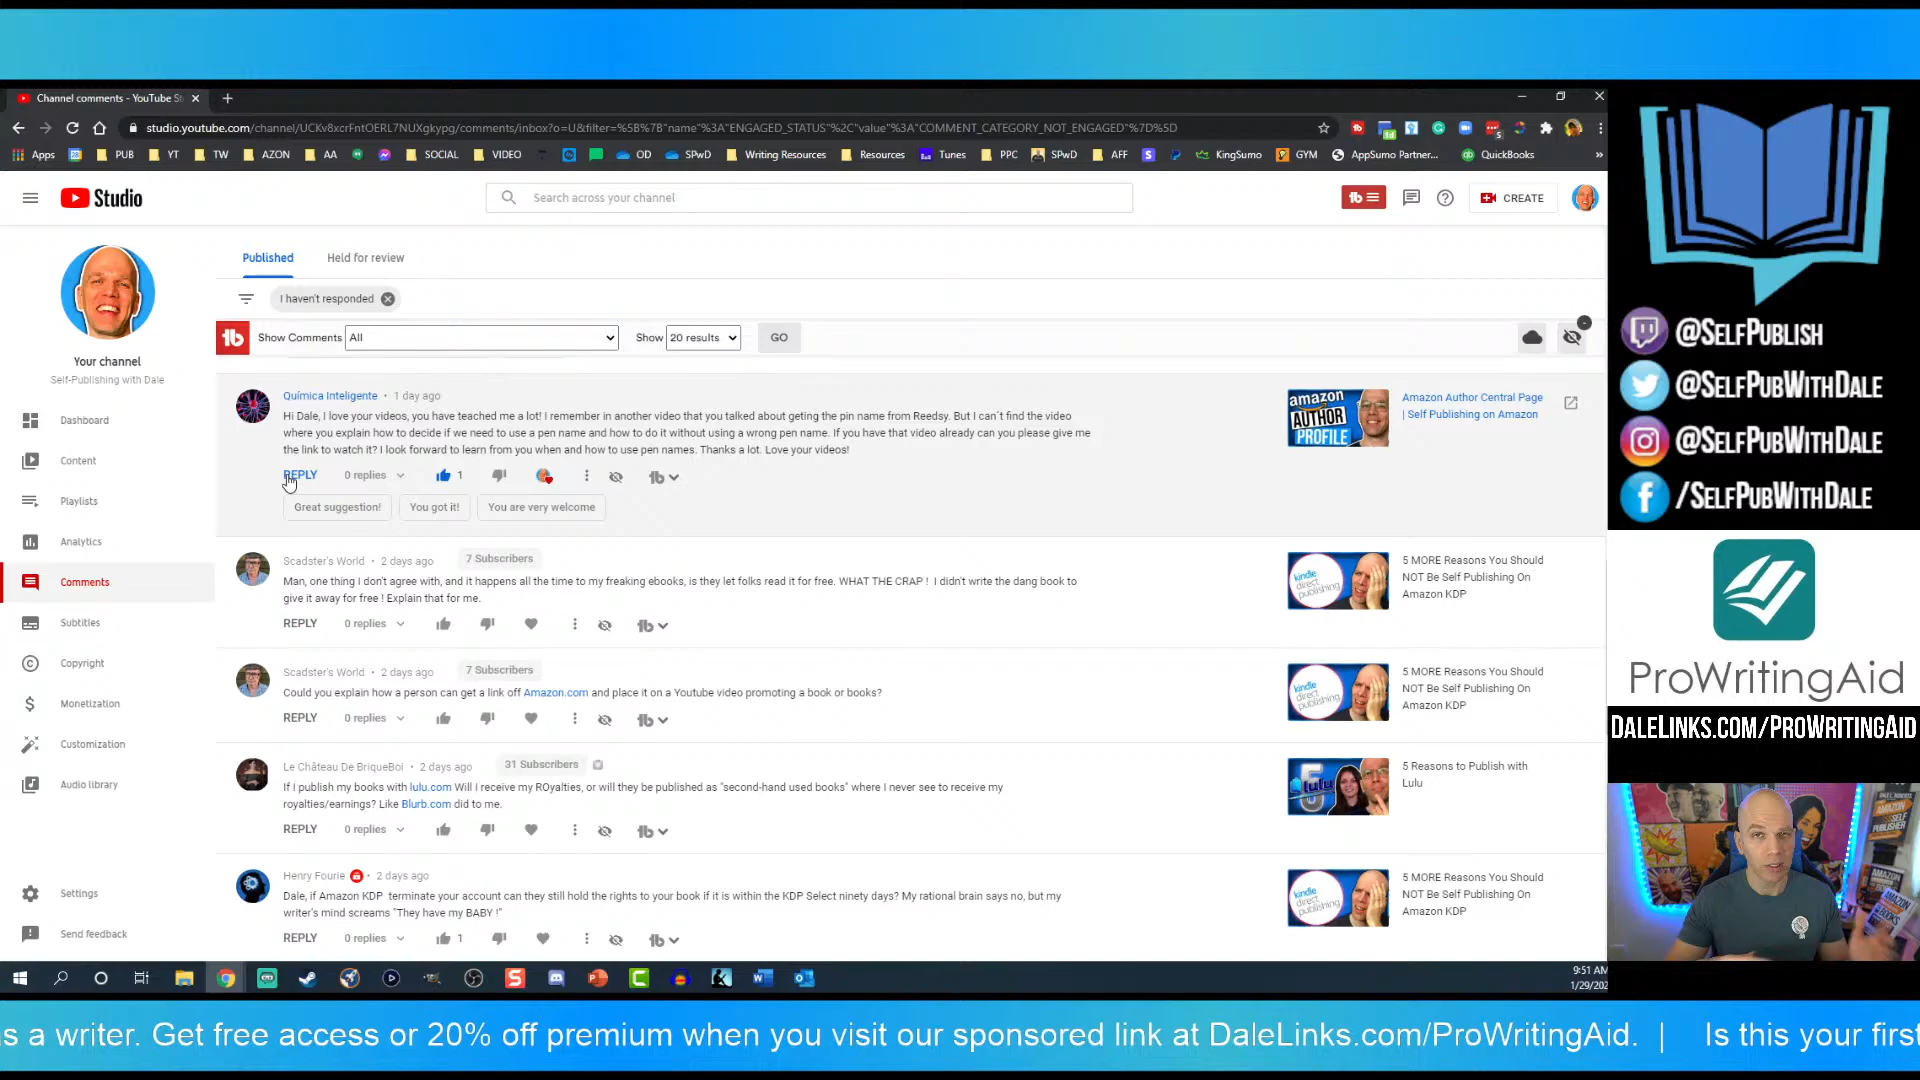 Channel comments - YouTube St
studio.youtube.com/channel/UCKv8xcrFntOERL7NUXgkypg/comments/inbox?o=U&filter=%5B%7B"name"%3A"ENGAGED_STATUS"%2C"value"%3A"COMMENT_CATEGORY_NOT_ENGAGED"%7D%5D
Apps PUB YT TW AZON AA SOCIAL VIDEO OD SPwD Writing Resources Resources Tunes PPC SPwD AFF KingSumo GYM AppSumo Partner... QuickBooks »
Studio
Search across your channel
CREATE
Your channel
Self-Publishing with Dale
Dashboard
Content
Playlists
Analytics
Comments
Subtitles
Copyright
Monetization
Customization
Audio library
Settings
Send feedback
Published Held for review
I haven't responded
Show Comments All Show 20 results GO
Química Inteligente • 1 day ago
Hi Dale, I love your videos, you have teached me a lot! I remember in another video that you talked about geting the pin name from Reedsy. But I can´t find the video
where you explain how to decide if we need to use a pen name and how to do it without using a wrong pen name. If you have that video already can you please give me
the link to watch it? I look forward to learn from you when and how to use pen names. Thanks a lot. Love your videos!
REPLY 0 replies 1
Great suggestion! You got it! You are very welcome
amazon
AUTHOR
PROFILE
Amazon Author Central Page
| Self Publishing on Amazon
Scadster's World • 2 days ago 7 Subscribers
Man, one thing I don't agree with, and it happens all the time to my freaking ebooks, is they let folks read it for free. WHAT THE CRAP ! I didn't write the dang book to
give it away for free ! Explain that for me.
REPLY 0 replies
kindle
direct
publishing
5 MORE Reasons You Should
NOT Be Self Publishing On
Amazon KDP
Scadster's World • 2 days ago 7 Subscribers
Could you explain how a person can get a link off Amazon.com and place it on a Youtube video promoting a book or books?
REPLY 0 replies
kindle
direct
publishing
5 MORE Reasons You Should
NOT Be Self Publishing On
Amazon KDP
Le Château De BriqueBoi • 2 days ago 31 Subscribers
If I publish my books with lulu.com Will I receive my ROyalties, or will they be published as "second-hand used books" where I never see to receive my
royalties/earnings? Like Blurb.com did to me.
REPLY 0 replies
5
lulu
5 Reasons to Publish with
Lulu
Henry Fourie • 2 days ago
Dale, if Amazon KDP terminate your account can they still hold the rights to your book if it is within the KDP Select ninety days? My rational brain says no, but my
writer's mind screams "They have my BABY !"
REPLY 0 replies 1
kindle
direct
publishing
5 MORE Reasons You Should
NOT Be Self Publishing On
Amazon KDP
9:51 AM
1/29/202
@SELFPUBLISH
@SELFPUBWITHDALE
@SELFPUBWITHDALE
/SELFPUBWITHDALE
ProWritingAid
DALELINKS.COM/PROWRITINGAID
s a writer. Get free access or 20% off premium when you visit our sponsored link at DaleLinks.com/ProWritingAid. | Is this your first